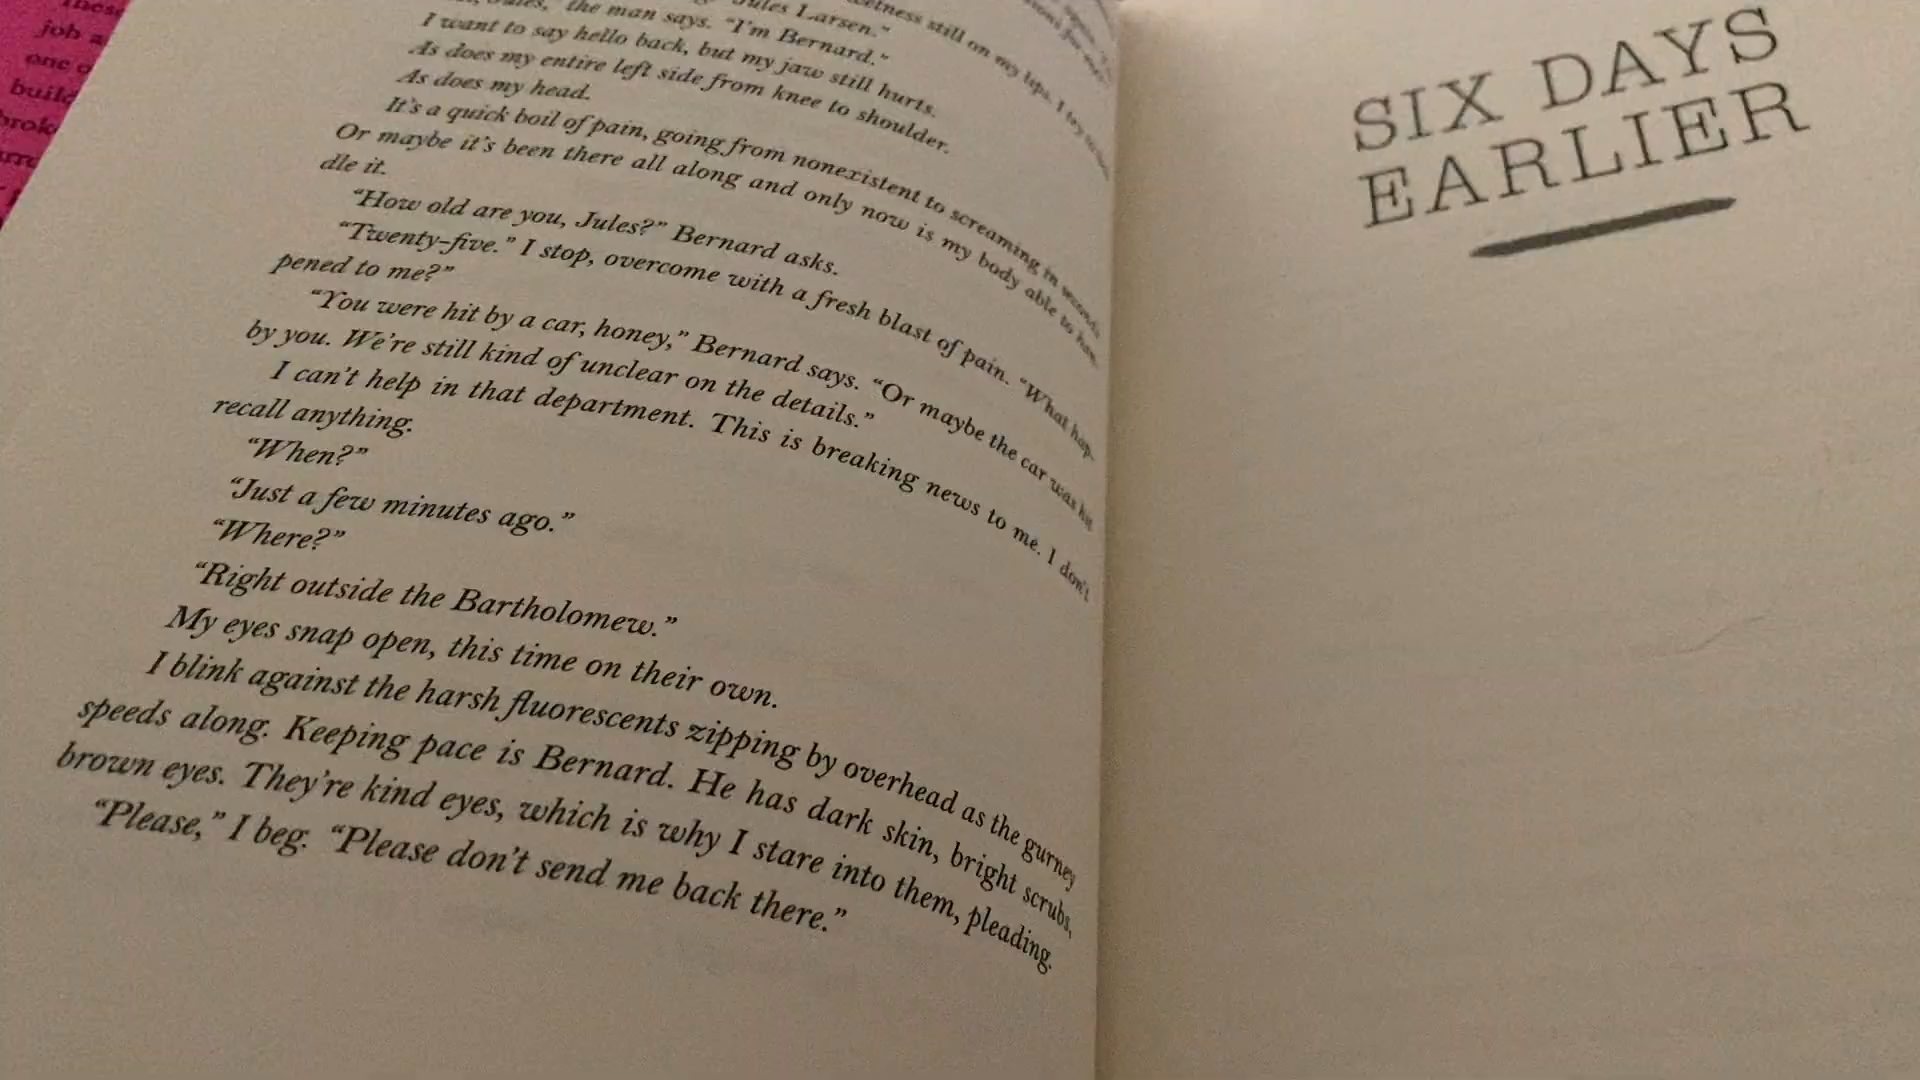 These
job a
one o
build
brok
Jules Larsen."
the man says. "I'm Bernard."
I want to say hello back, but my jaw still hurts.
As does my entire left side from knee to shoulder.
As does my head.
It's a quick boil of pain, going from nonexistent to screaming in seconds
Or maybe it's been there all along and only now is my body able to han-
dle it.
"How old are you, Jules?" Bernard asks.
"Twenty-five." I stop, overcome with a fresh blast of pain. "What hap-
pened to me?"
"You were hit by a car, honey," Bernard says. "Or maybe the car was hit
by you. We're still kind of unclear on the details."
I can't help in that department. This is breaking news to me. I don't
recall anything.
"When?"
"Just a few minutes ago."
"Where?"
"Right outside the Bartholomew."
My eyes snap open, this time on their own.
I blink against the harsh fluorescents zipping by overhead as the gurney
speeds along. Keeping pace is Bernard. He has dark skin, bright scrubs,
brown eyes. They're kind eyes, which is why I stare into them, pleading.
"Please," I beg. "Please don't send me back there."
SIX DAYS
EARLIER